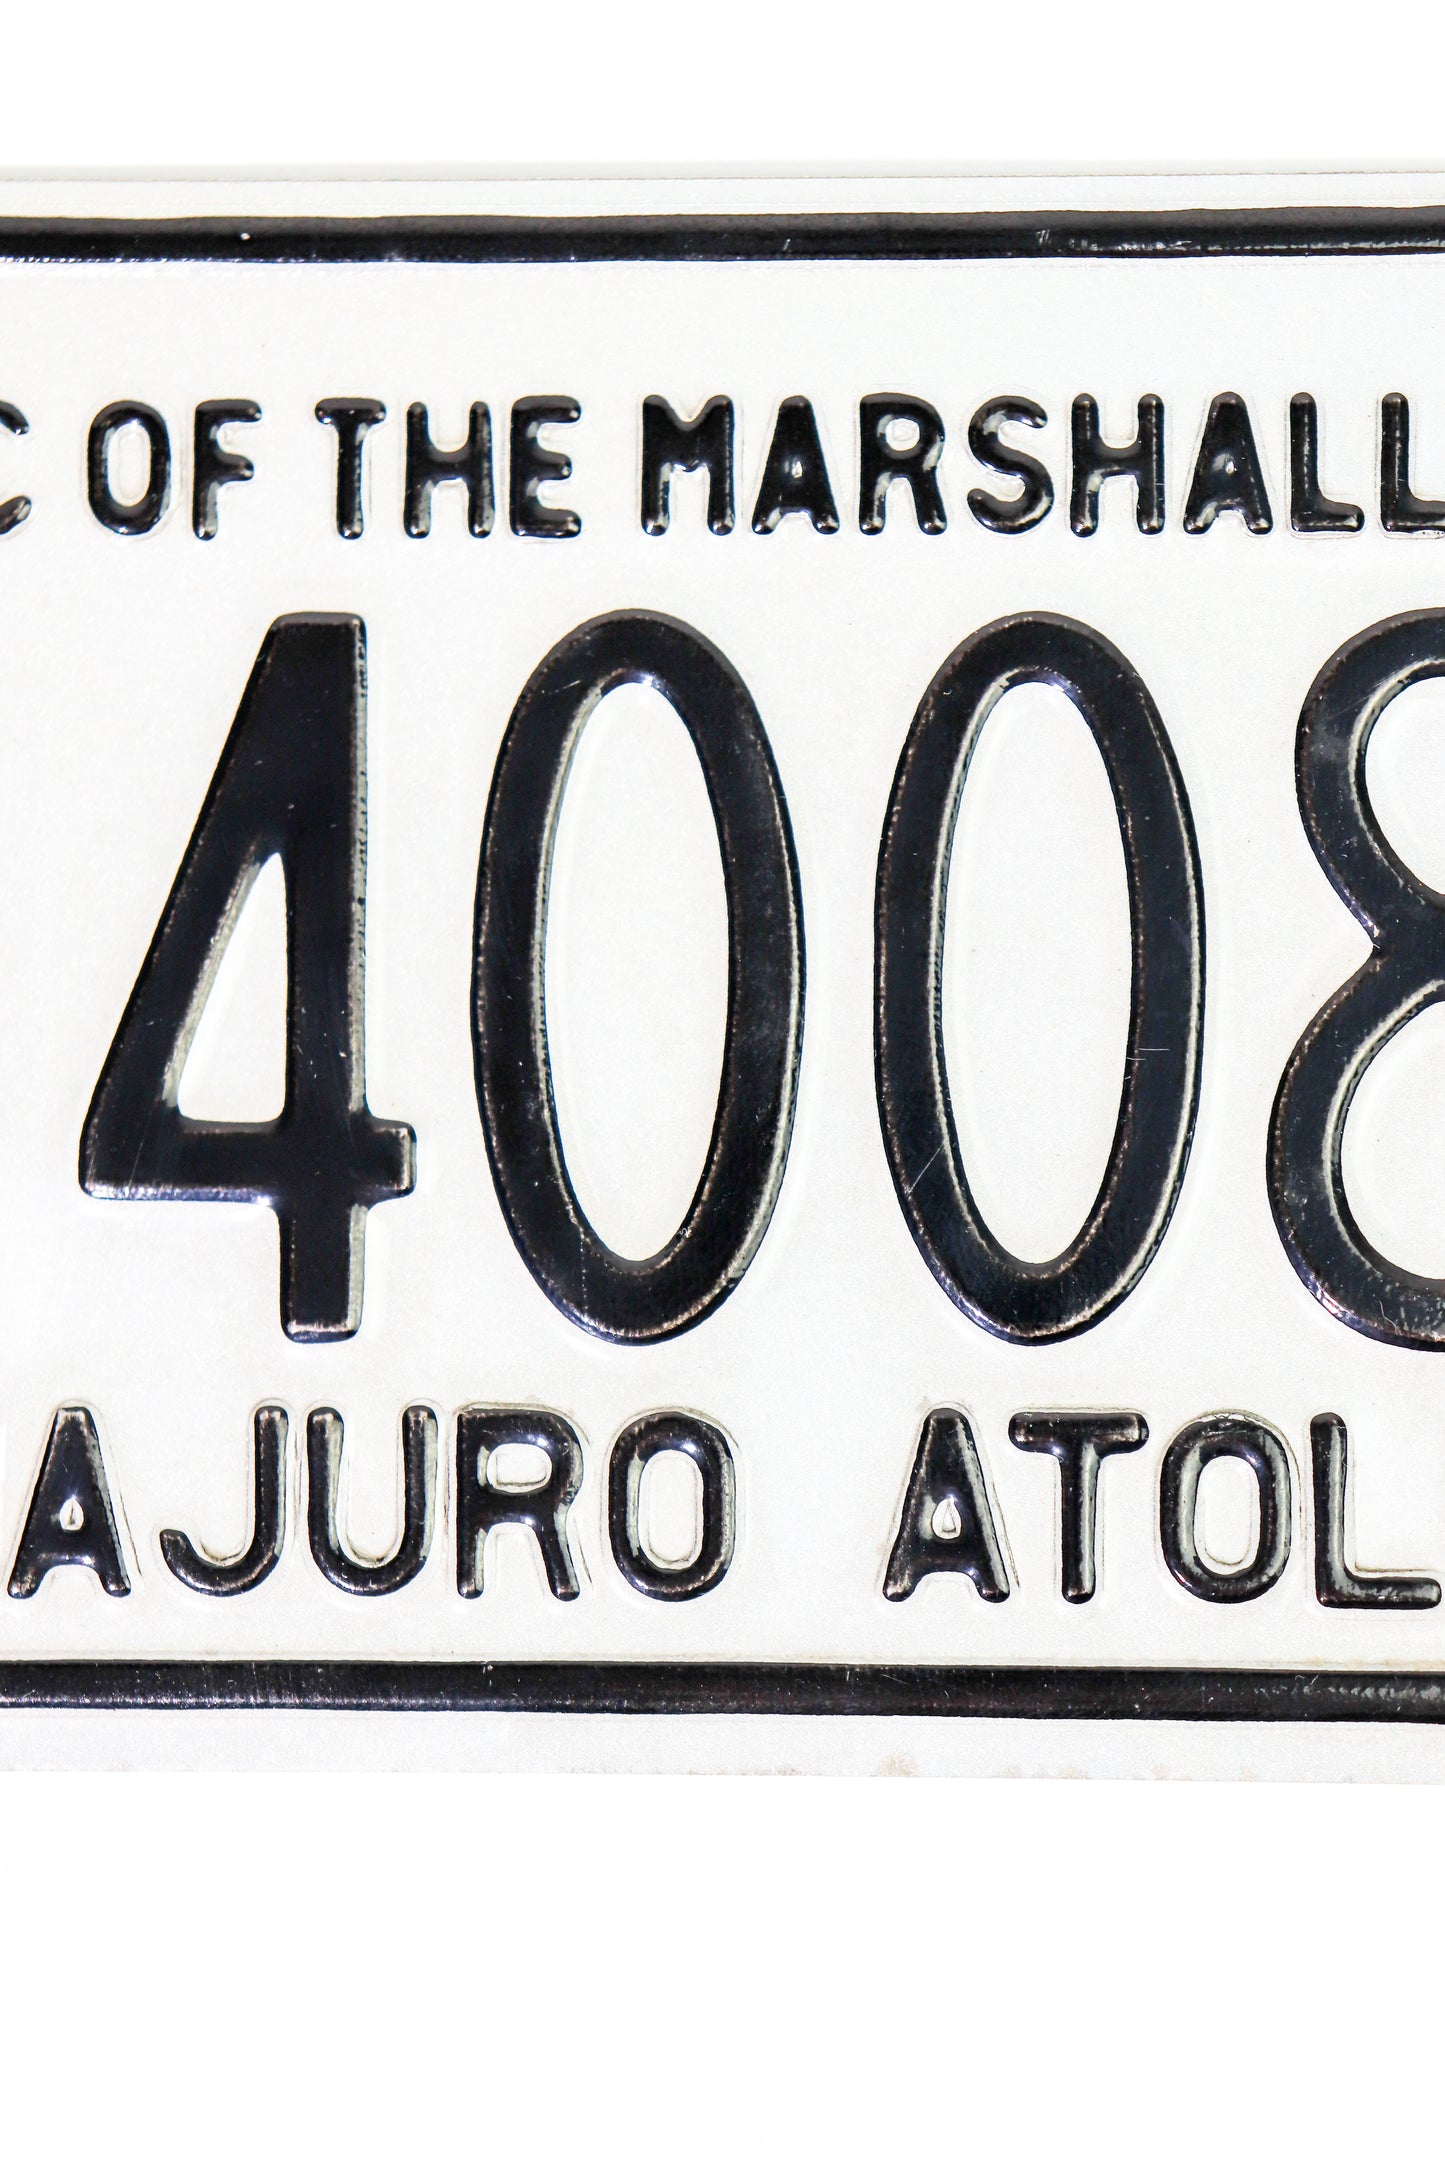 C OF THE MARSHALL
4008
AJURO ATOL